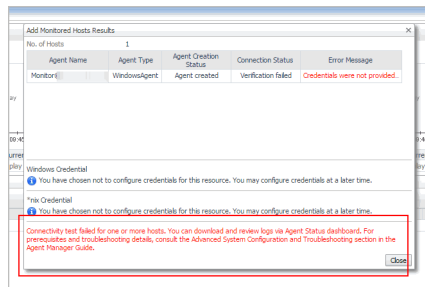 Add Monitored Hosts Results
No. of Hosts 1
Agent Name Agent Type Agent Creation Status Connection Status Error Message
Monitori WindowsAgent Agent created Verification failed Credentials were not provided..
Windows Credential
You have chosen not to configure credentials for this resource. You may configure credentials at a later time.
*nix Credential
You have chosen not to configure credentials for this resource. You may configure credentials at a later time.
Connectivity test failed for one or more hosts. You can download and review logs via Agent Status dashboard. For
prerequisites and troubleshooting details, consult the Advanced System Configuration and Troubleshooting section in the
Agent Manager Guide.
Close